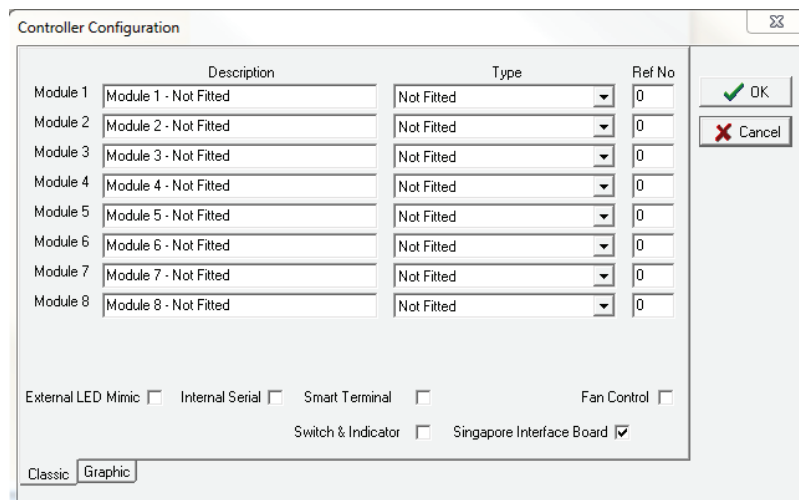 Controller Configuration
Description Type Ref No
Module 1 Module 1 - Not Fitted Not Fitted 0
Module 2 Module 2 - Not Fitted Not Fitted 0
Module 3 Module 3 - Not Fitted Not Fitted 0
Module 4 Module 4 - Not Fitted Not Fitted 0
Module 5 Module 5 - Not Fitted Not Fitted 0
Module 6 Module 6 - Not Fitted Not Fitted 0
Module 7 Module 7 - Not Fitted Not Fitted 0
Module 8 Module 8 - Not Fitted Not Fitted 0
OK
Cancel
External LED Mimic Internal Serial Smart Terminal Fan Control
Switch & Indicator Singapore Interface Board
Classic Graphic